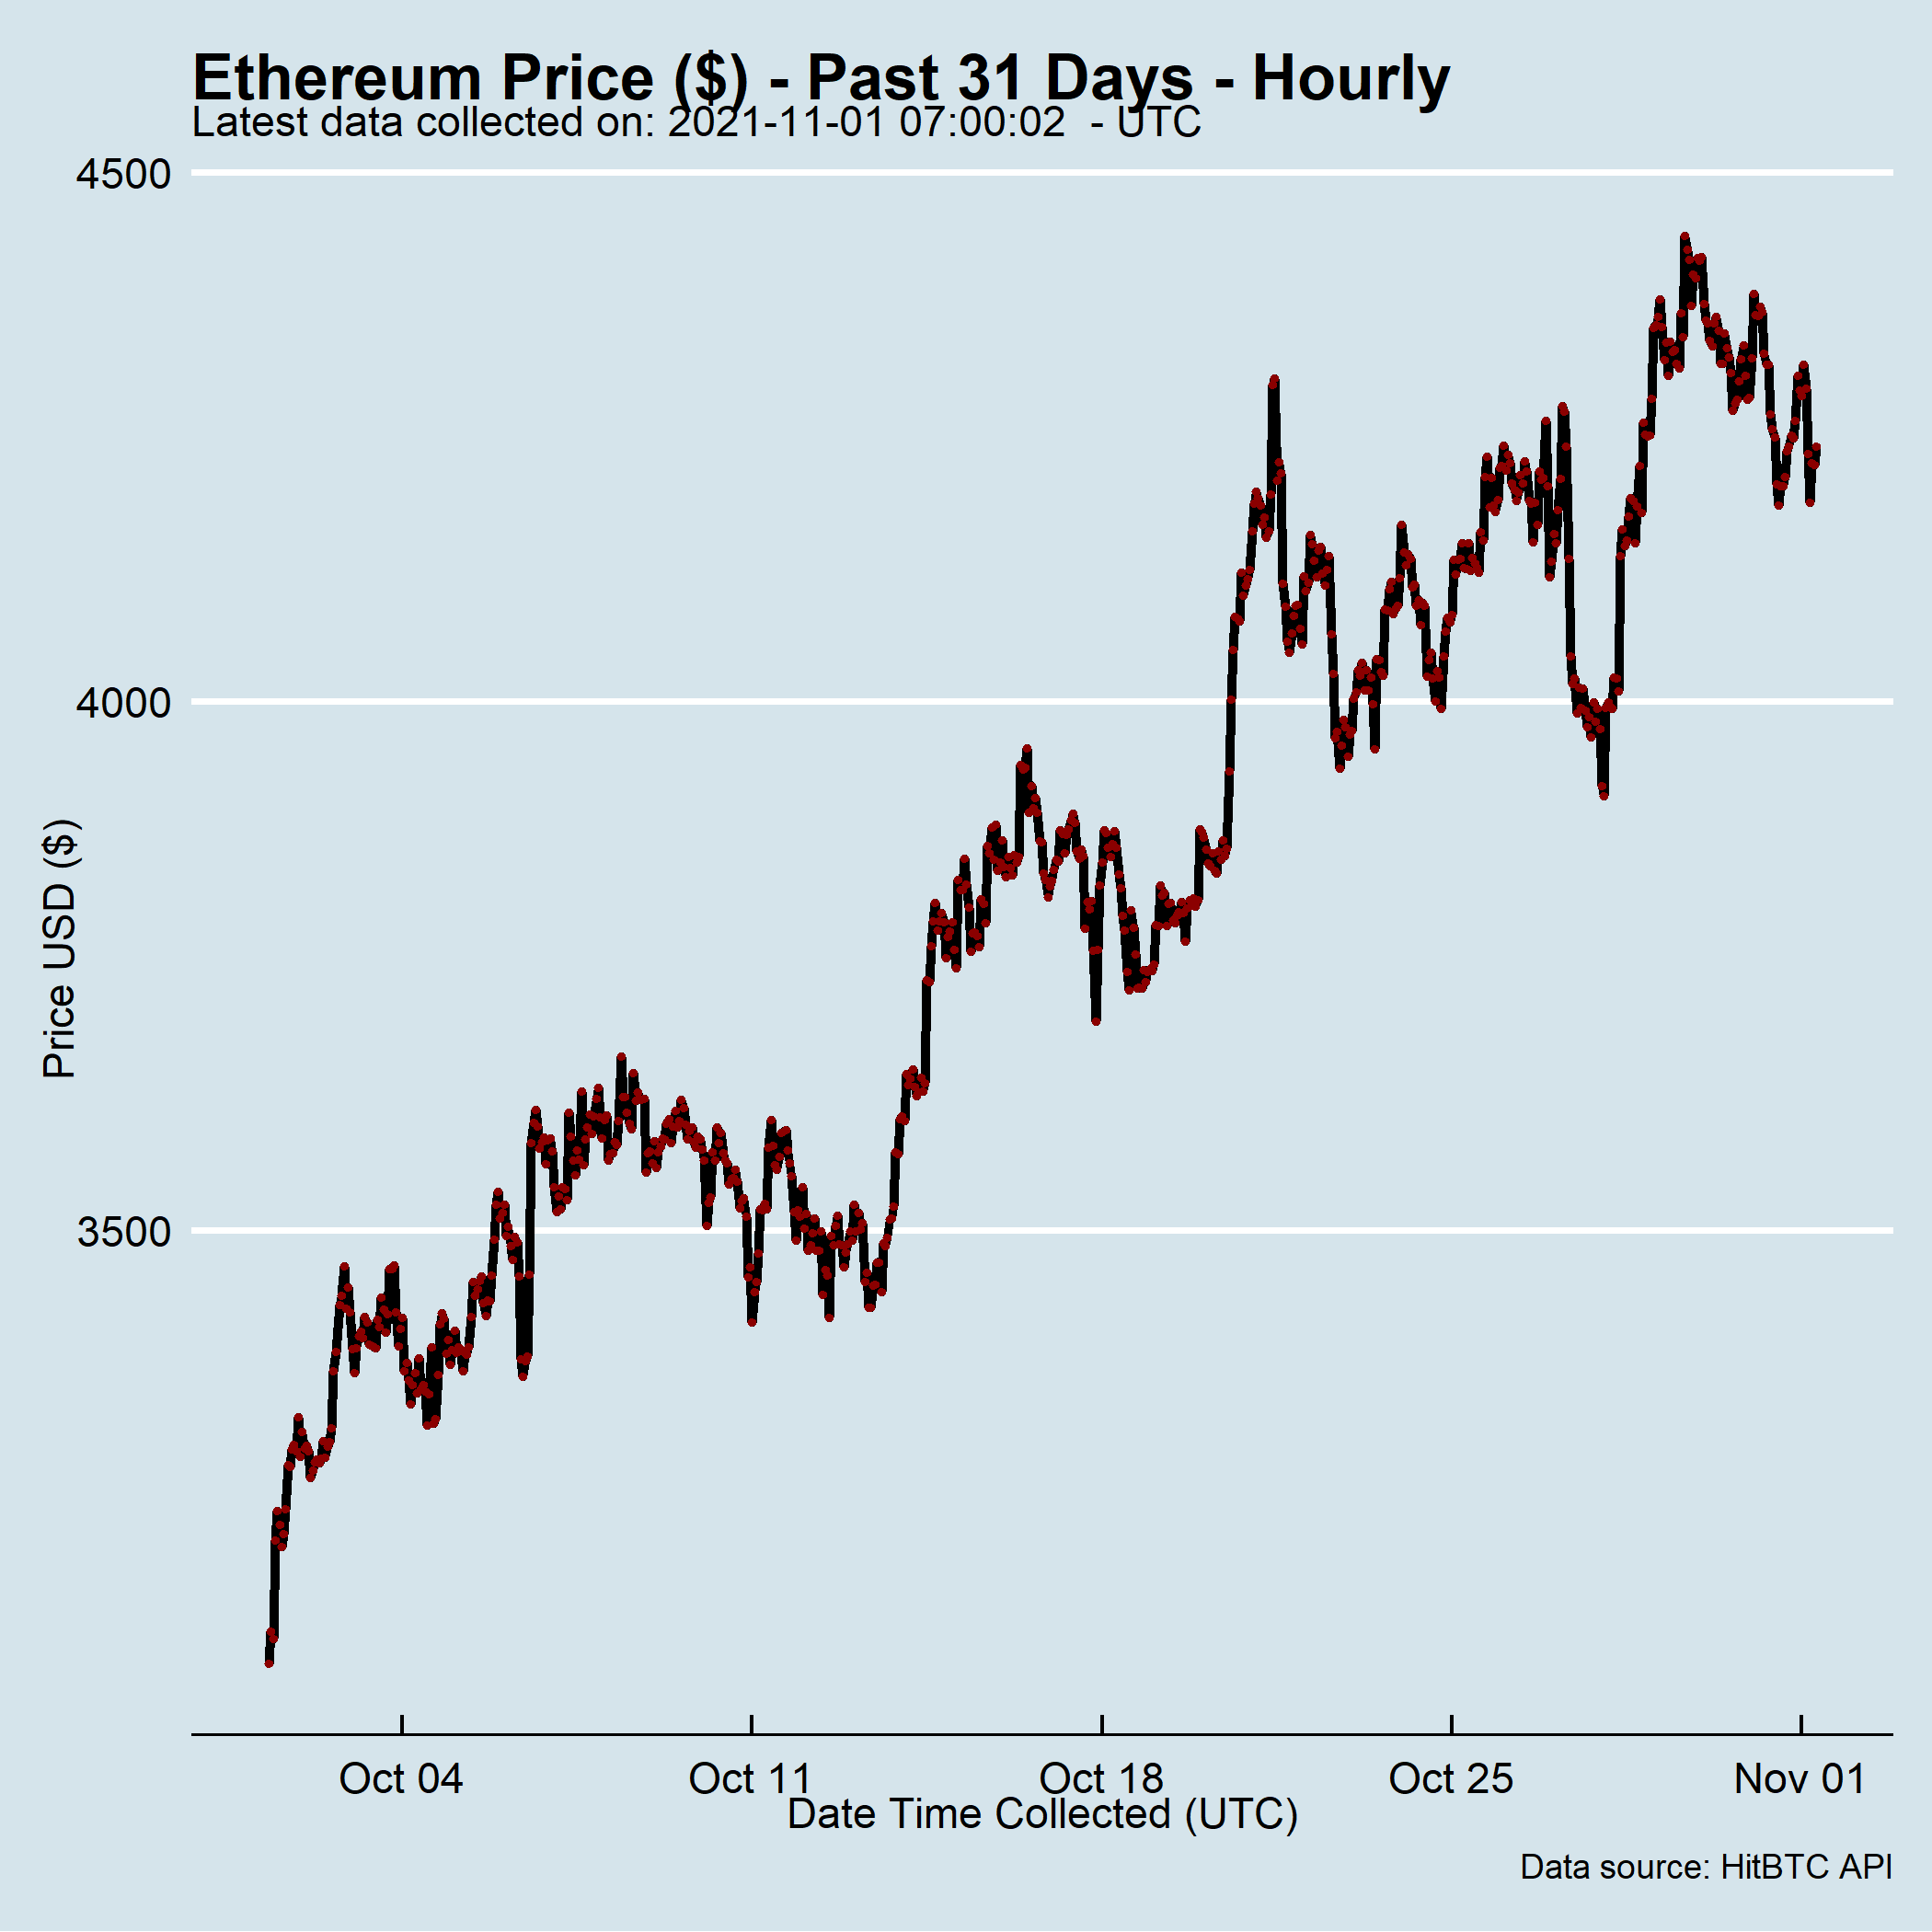 Ethereum Price ($) - Past 31 Days - Hourly
Latest data collected on: 2021-11-01 07:00:02  - UTC
4500
4000
3500
Price USD ($)
Oct 04
Oct 11
Oct 18
Oct 25
Nov 01
Date Time Collected (UTC)
Data source: HitBTC API